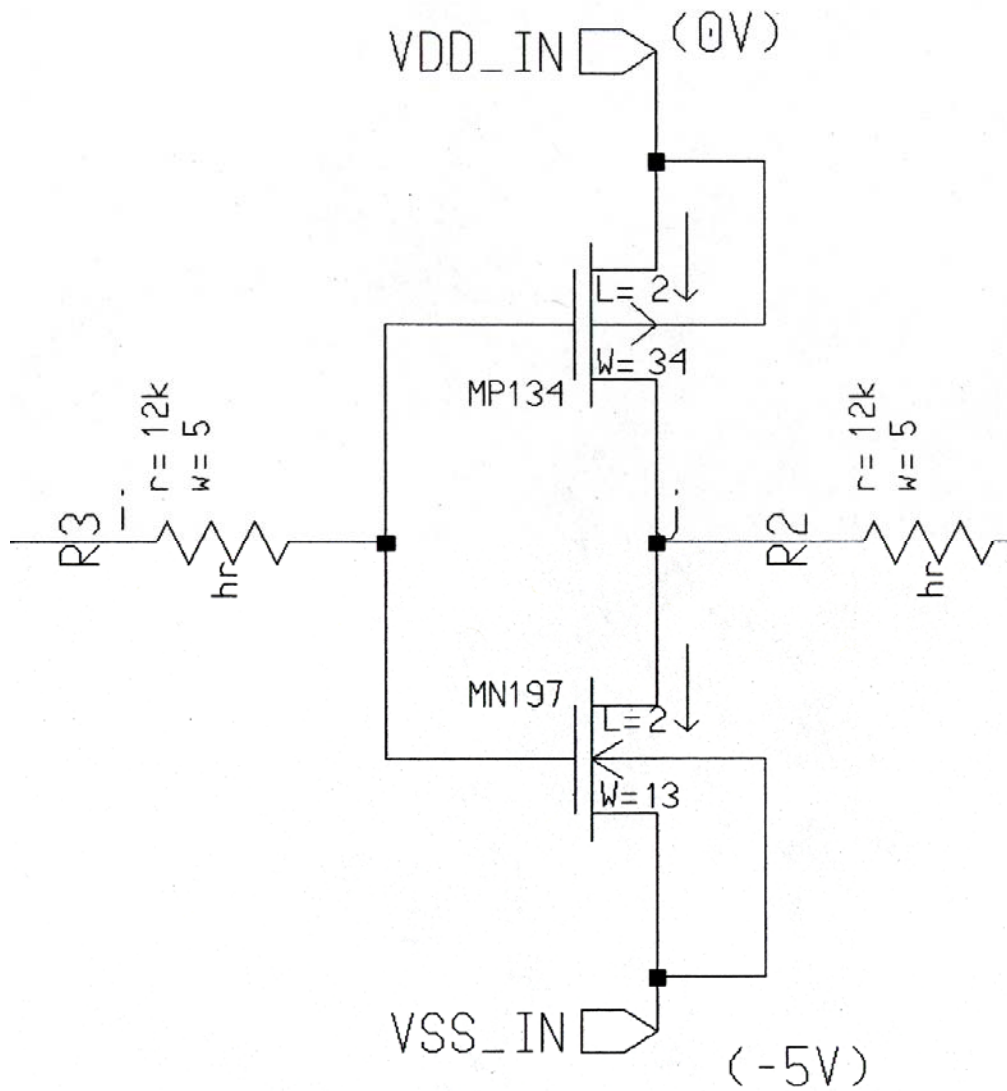 VDD_IN (0V)
L= 2
W= 34
MP134
r= 12k
w= 5
R3
i
hr
j
r= 12k
w= 5
R2
hr
MN197
L=2
W=13
VSS_IN
(-5V)